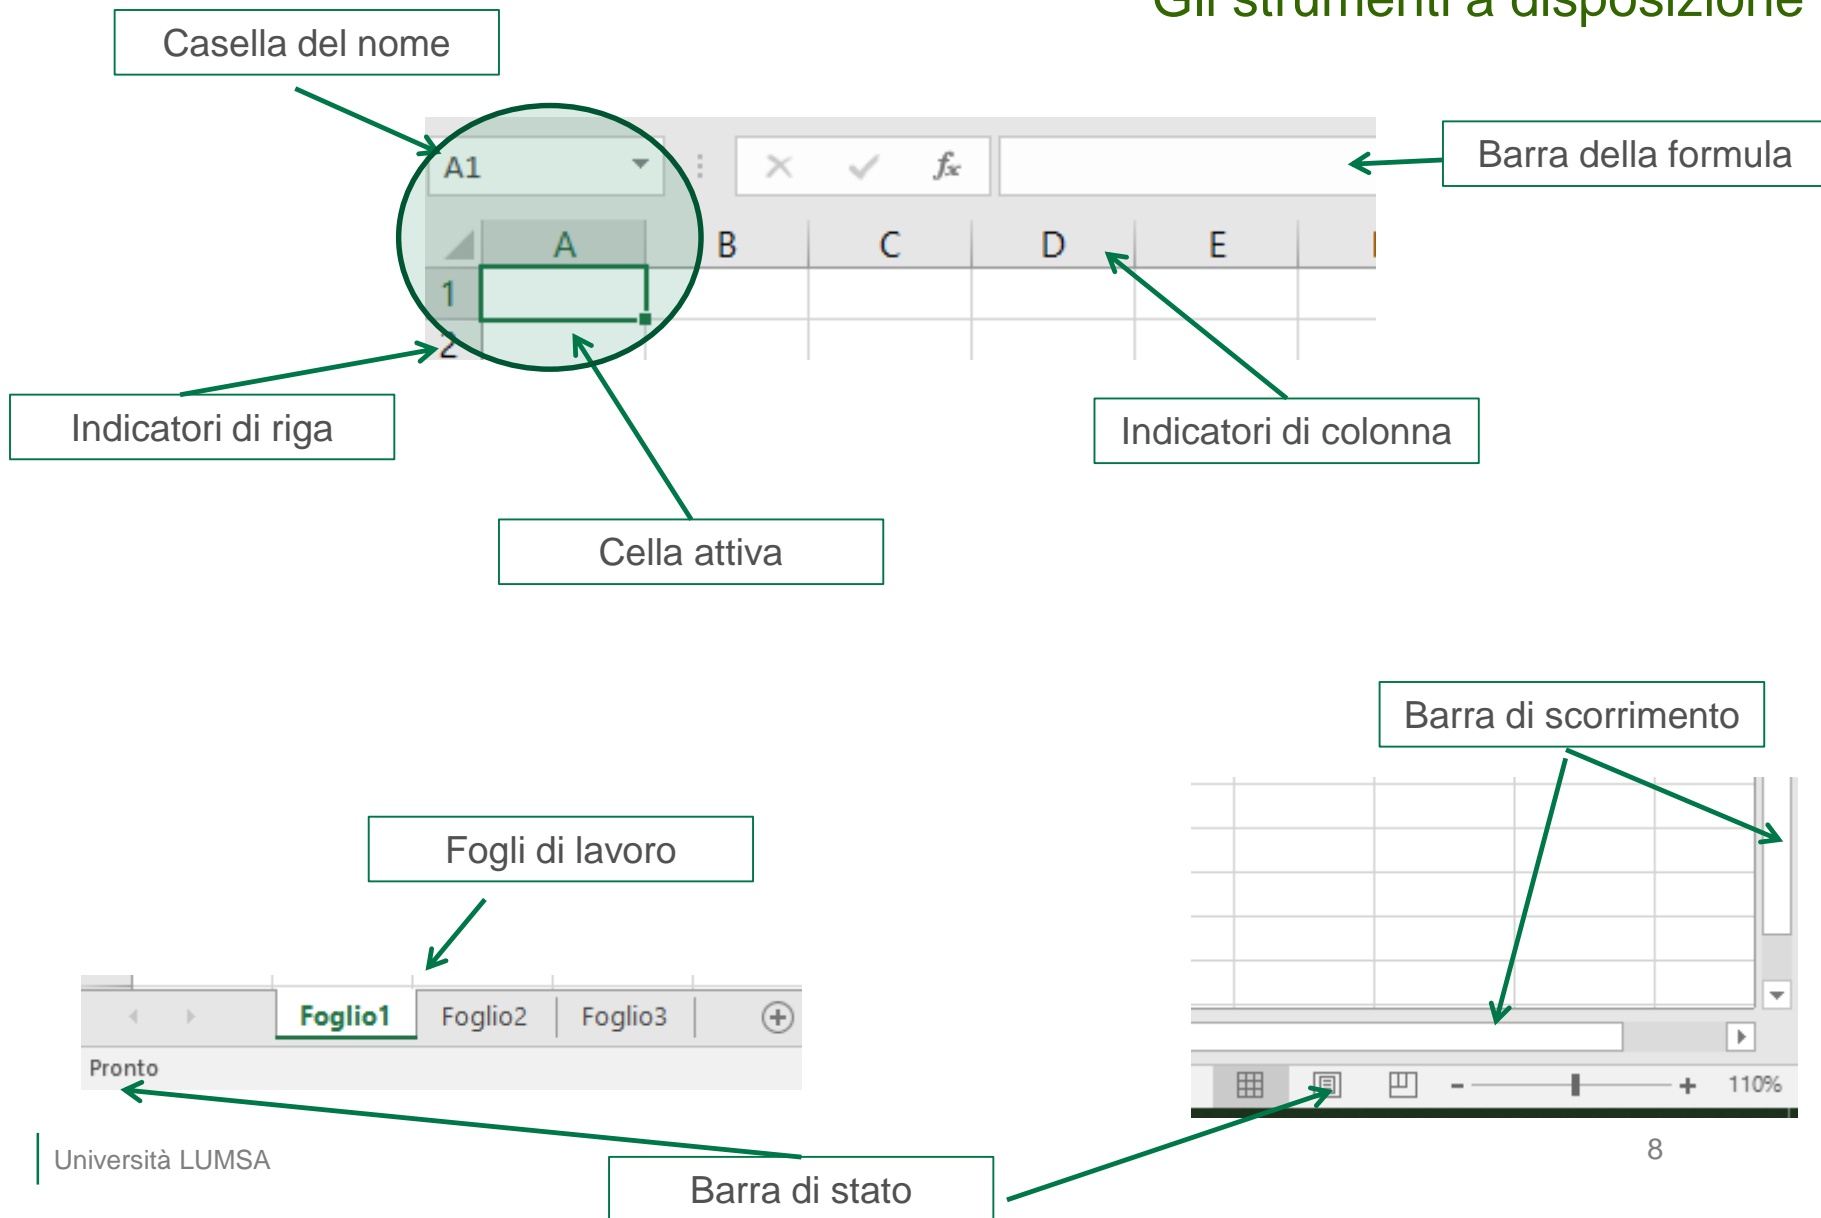 Gli strumenti a disposizione
Casella del nome
Barra della formula
A1
fx
A B C D E
1
2
Indicatori di riga
Indicatori di colonna
Cella attiva
Barra di scorrimento
Fogli di lavoro
Foglio1 Foglio2 Foglio3
Pronto
110%
Università LUMSA
8
Barra di stato